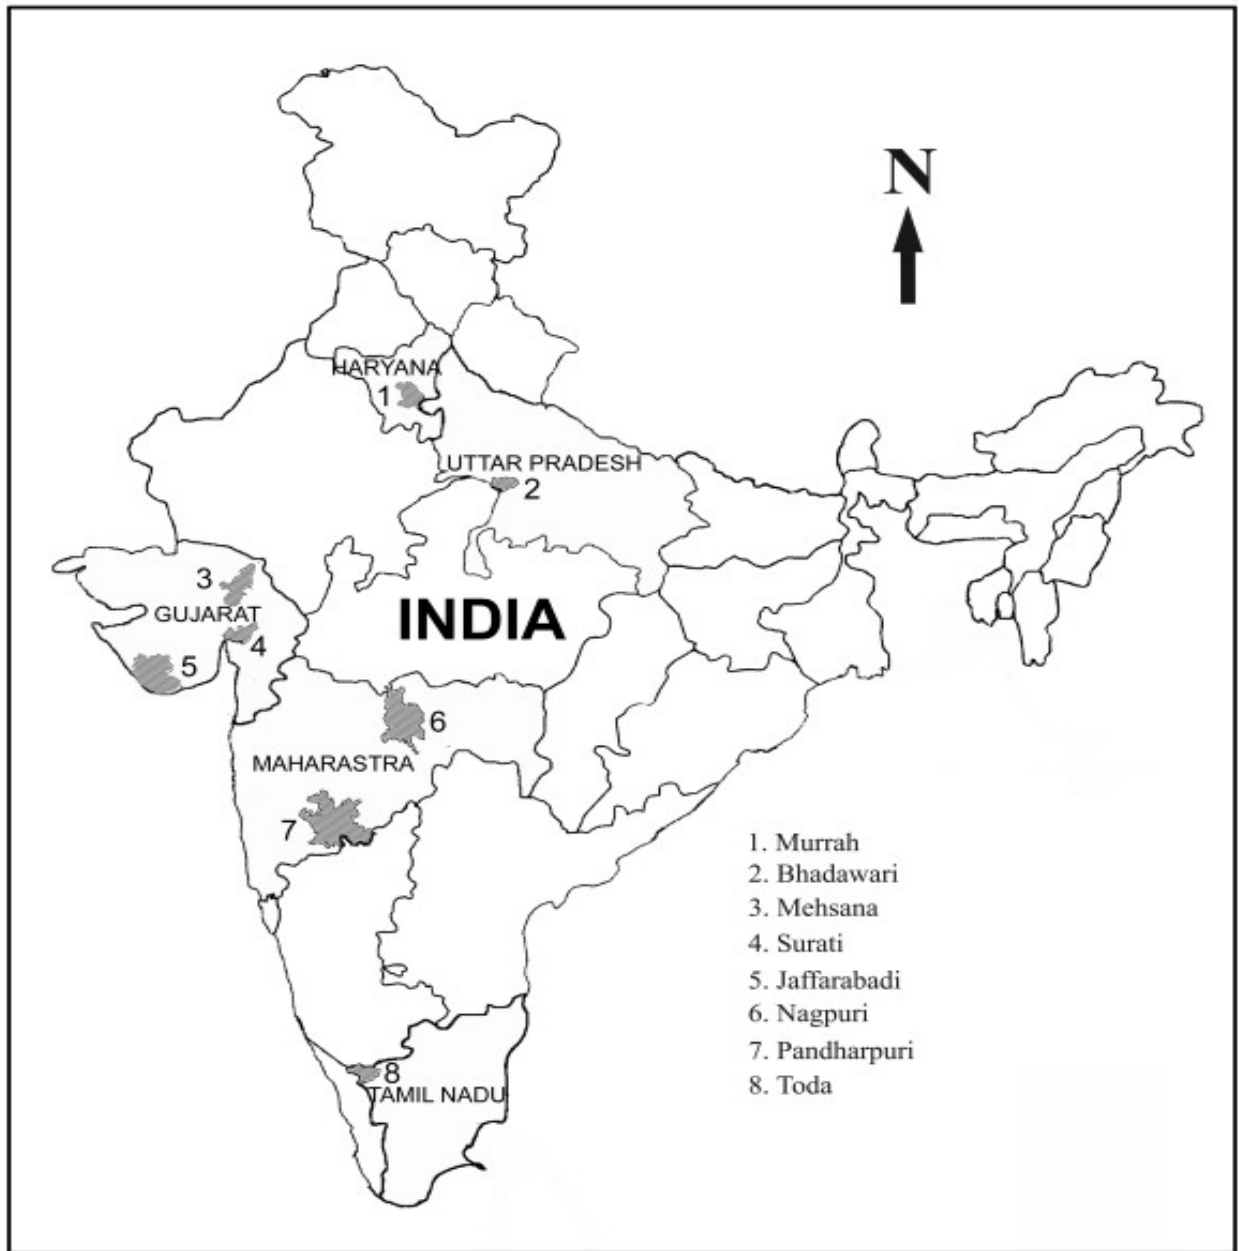 N
HARYANA
1
UTTAR PRADESH
2
3
GUJARAT
4
5
INDIA
6
MAHARASTRA
7
1. Murrah
2. Bhadawari
3. Mehsana
4. Surati
5. Jaffarabadi
6. Nagpuri
7. Pandharpuri
8. Toda
8
TAMIL NADU